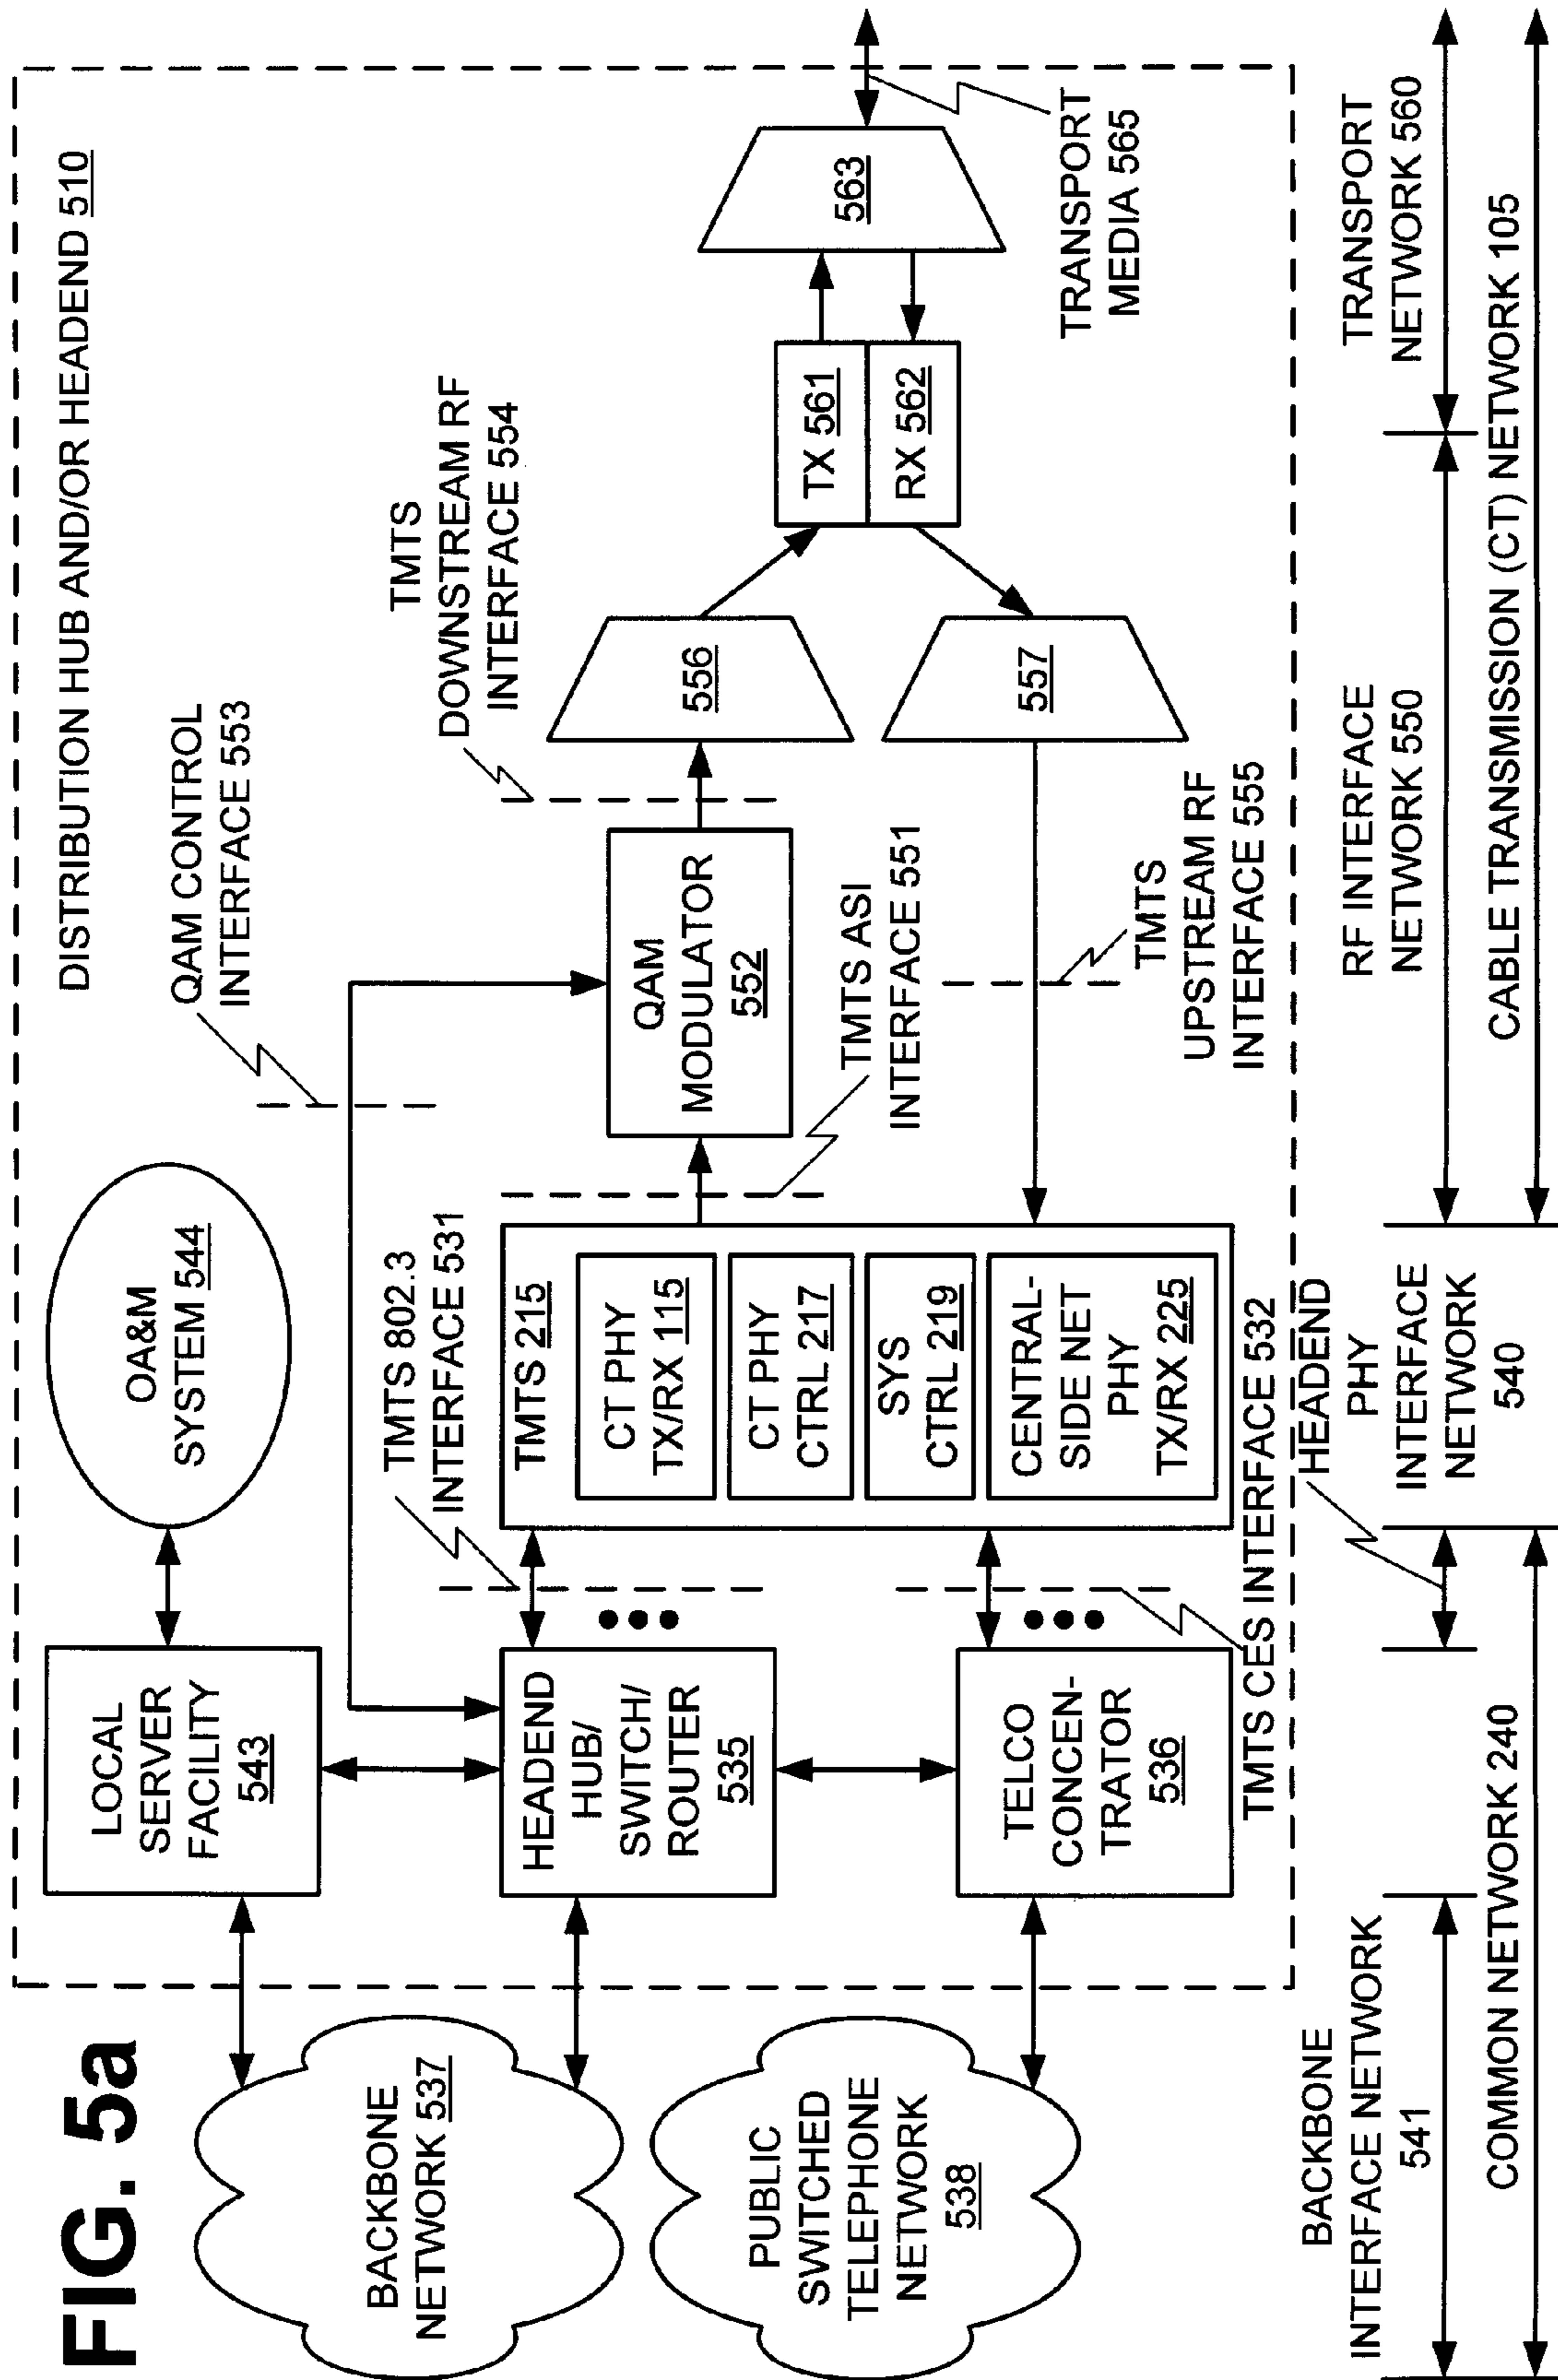 FIG. 5a
DISTRIBUTION HUB AND/OR HEADEND 510
BACKBONE
NETWORK 537
PUBLIC
SWITCHED
TELEPHONE
NETWORK
538
LOCAL
SERVER
FACILITY
543
OA&M
SYSTEM 544
HEADEND
HUB/
SWITCH/
ROUTER
535
TELCO
CONCEN-
TRATOR
536
TMTS 802.3
INTERFACE 531
TMTS CES INTERFACE 532
TMTS 215
CT PHY
TX/RX 115
CT PHY
CTRL 217
SYS
CTRL 219
CENTRAL-
SIDE NET
PHY
TX/RX 225
QAM CONTROL
INTERFACE 553
QAM
MODULATOR
552
TMTS ASI
INTERFACE 551
TMTS
DOWNSTREAM RF
INTERFACE 554
TMTS
UPSTREAM RF
INTERFACE 555
556
557
TX 561
RX 562
563
TRANSPORT
MEDIA 565
BACKBONE
INTERFACE NETWORK
541
HEADEND
PHY
INTERFACE
NETWORK
540
RF INTERFACE
NETWORK 550
TRANSPORT
NETWORK 560
COMMON NETWORK 240
CABLE TRANSMISSION (CT) NETWORK 105